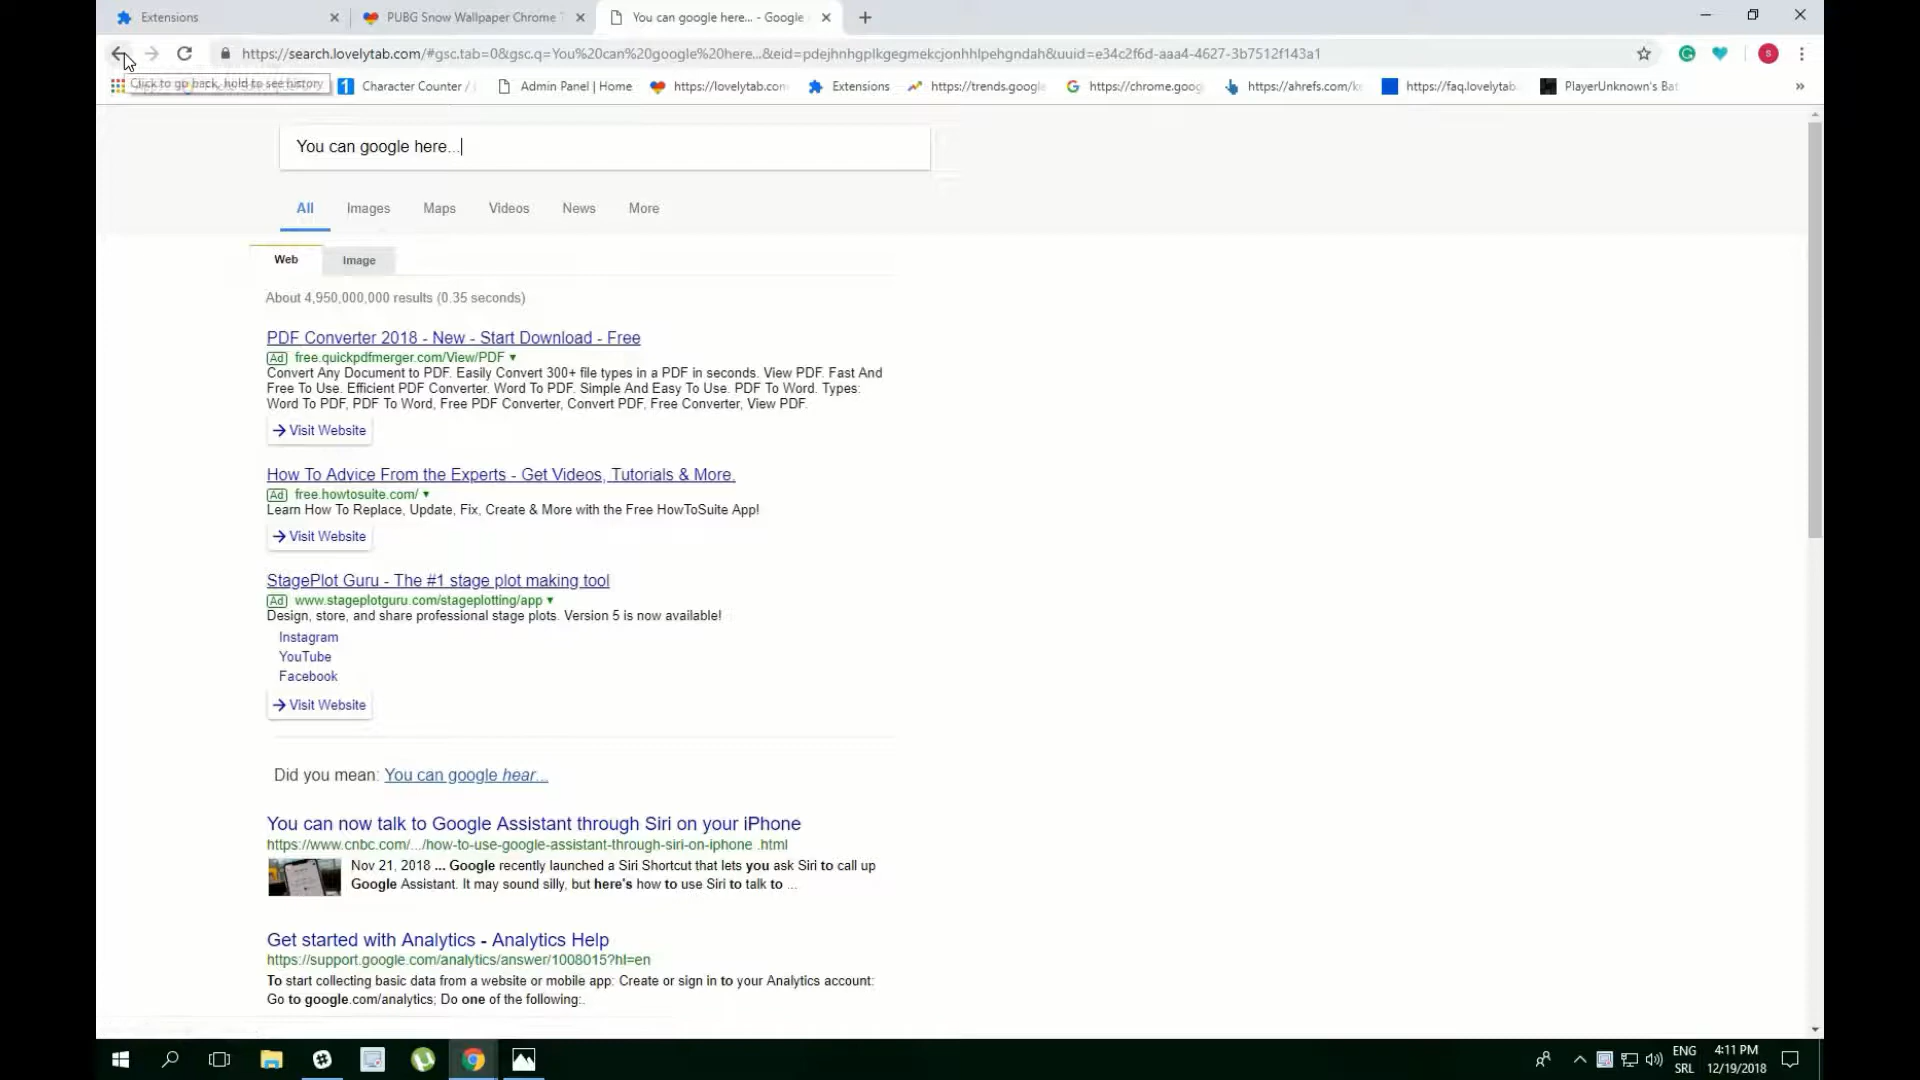 Extensions
PUBG Snow Wallpaper Chrome
You can google here... - Google
https://search.lovelytab.com/#gsc.tab=0&gsc.q=You%20can%20google%20here...&eid=pdejhnhgplkgegmekcjonhhlpehgndah&uuid=e34c2f6d-aaa4-4627-3b7512f143a1
S
Click to go back, hold to see history
Character Counter /
Admin Panel | Home
https://lovelytab.com
Extensions
https://trends.google
https://chrome.goog
https://ahrefs.com/ke
https://faq.lovelytab
PlayerUnknown's Bat
»
You can google here...
All
Images
Maps
Videos
News
More
Web
Image
About 4,950,000,000 results (0.35 seconds)
PDF Converter 2018 - New - Start Download - Free
Ad free.quickpdfmerger.com/View/PDF
Convert Any Document to PDF. Easily Convert 300+ file types in a PDF in seconds. View PDF. Fast And
Free To Use. Efficient PDF Converter. Word To PDF. Simple And Easy To Use. PDF To Word. Types:
Word To PDF, PDF To Word, Free PDF Converter, Convert PDF, Free Converter, View PDF.
Visit Website
How To Advice From the Experts - Get Videos, Tutorials & More.
Ad free.howtosuite.com/
Learn How To Replace, Update, Fix, Create & More with the Free HowToSuite App!
Visit Website
StagePlot Guru - The #1 stage plot making tool
Ad www.stageplotguru.com/stageplotting/app
Design, store, and share professional stage plots. Version 5 is now available!
Instagram
YouTube
Facebook
Visit Website
Did you mean: You can google hear...
You can now talk to Google Assistant through Siri on your iPhone
https://www.cnbc.com/.../how-to-use-google-assistant-through-siri-on-iphone .html
Nov 21, 2018 ... Google recently launched a Siri Shortcut that lets you ask Siri to call up
Google Assistant. It may sound silly, but here's how to use Siri to talk to ...
Get started with Analytics - Analytics Help
https://support.google.com/analytics/answer/1008015?hl=en
To start collecting basic data from a website or mobile app: Create or sign in to your Analytics account:
Go to google.com/analytics; Do one of the following:.
ENG
SRL
4:11 PM
12/19/2018